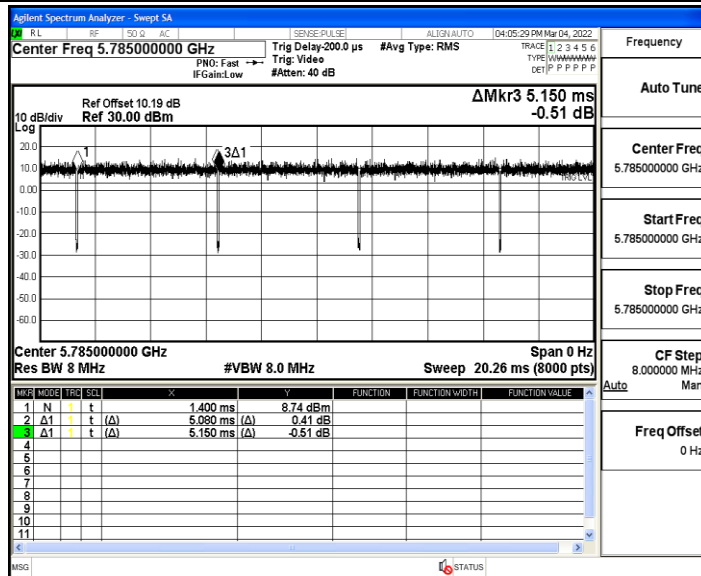 Agilent Spectrum Analyzer - Swept SA
RL RF 50 Ω AC SENSE:PULSE ALIGN AUTO 04:05:29 PM Mar 04, 2022
Center Freq 5.785000000 GHz
PNO: Fast
IFGain:Low
Trig Delay-200.0 µs
Trig: Video
#Atten: 40 dB
#Avg Type: RMS
TRACE 1 2 3 4 5 6
TYPE WWWWWW
DET P P P P P P
ΔMkr3 5.150 ms
-0.51 dB
Ref Offset 10.19 dB
10 dB/div Ref 30.00 dBm
Log
20.0
10.0
0.00
-10.0
-20.0
-30.0
-40.0
-50.0
-60.0
1
3Δ1
TRIG LVL
Center 5.785000000 GHz Span 0 Hz
Res BW 8 MHz #VBW 8.0 MHz Sweep 20.26 ms (8000 pts)
MKR MODE TRC SCL X Y FUNCTION FUNCTION WIDTH FUNCTION VALUE
1 N 1 t 1.400 ms 8.74 dBm
2 Δ1 1 t (Δ) 5.080 ms (Δ) 0.41 dB
3 Δ1 1 t (Δ) 5.150 ms (Δ) -0.51 dB
4
5
6
7
8
9
10
11
MSG STATUS
Frequency
Auto Tune
Center Freq
5.785000000 GHz
Start Freq
5.785000000 GHz
Stop Freq
5.785000000 GHz
CF Step
8.000000 MHz
Auto Man
Freq Offset
0 Hz